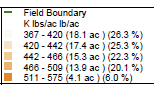 Field Boundary
K lbs/ac lb/ac
367 - 420 (18.1 ac ) (26.3 %)
420 - 442 (17.4 ac ) (25.3 %)
442 - 466 (15.3 ac ) (22.3 %)
466 - 509 (13.9 ac ) (20.1 %)
511 - 575 (4.1 ac ) (6.0 %)